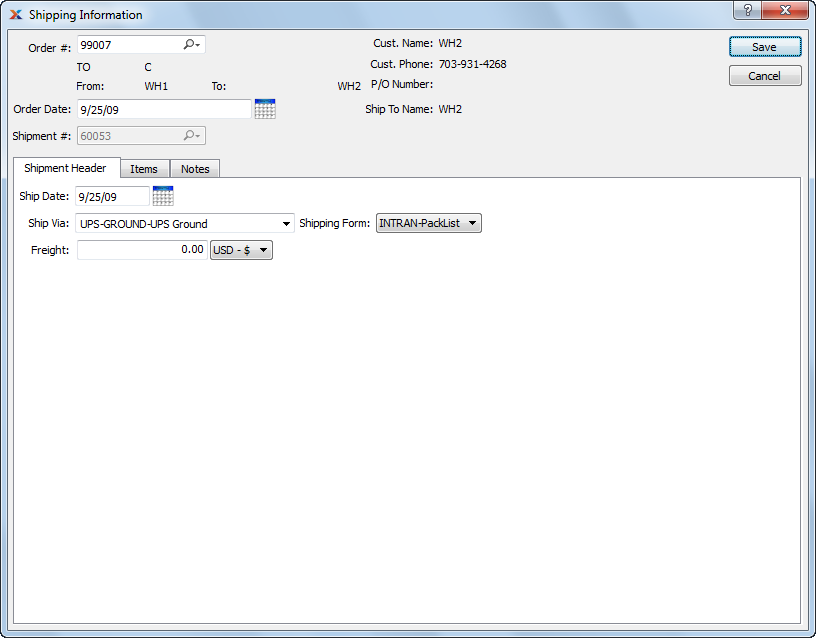 Shipping Information
?
X
Order #: 99007
Cust. Name: WH2
Save
TO C
Cust. Phone: 703-931-4268
Cancel
From: WH1 To: WH2
P/O Number:
Order Date: 9/25/09
Ship To Name: WH2
Shipment #: 60053
Shipment Header Items Notes
Ship Date: 9/25/09
Ship Via: UPS-GROUND-UPS Ground Shipping Form: INTRAN-PackList
Freight: 0.00 USD - $